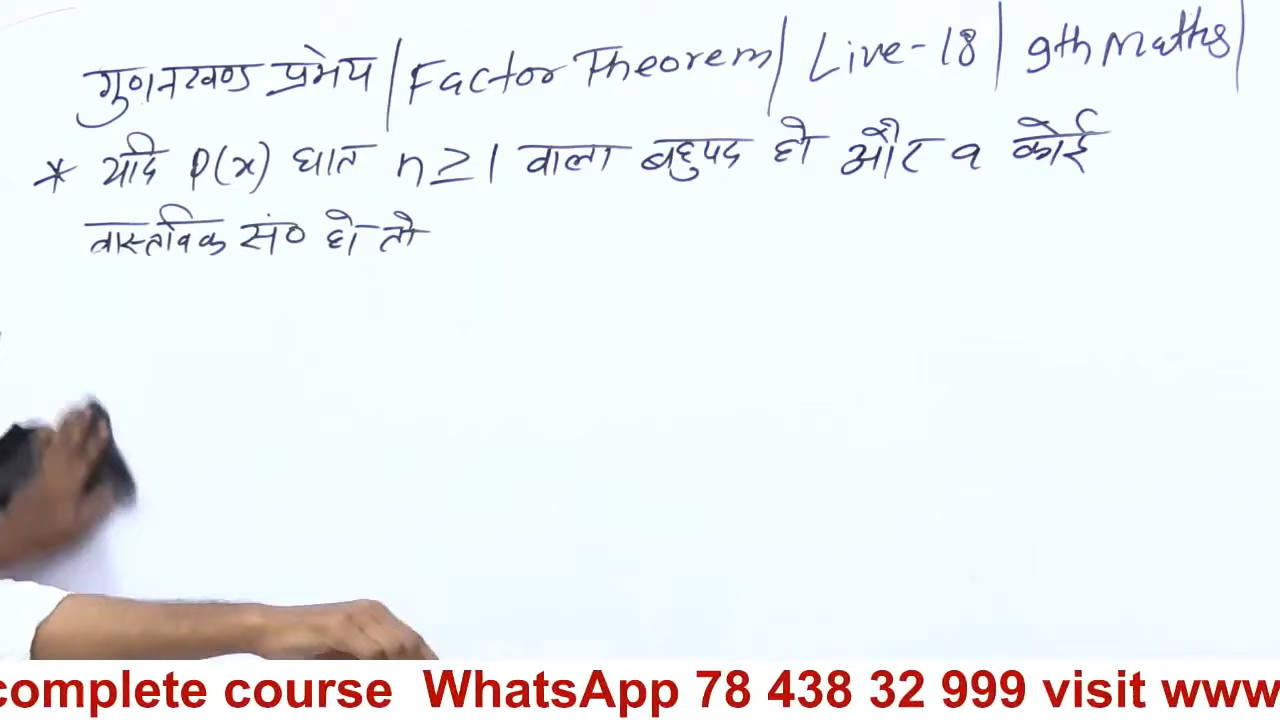 गुणनखण्ड प्रमेय | Factor Theorem | Live-18 | 9th Maths |
* यदि P(x) घात n ≥ 1 वाला बहुपद हो और a कोई
वास्तविक सं० हो तो
complete course WhatsApp 78 438 32 999 visit www